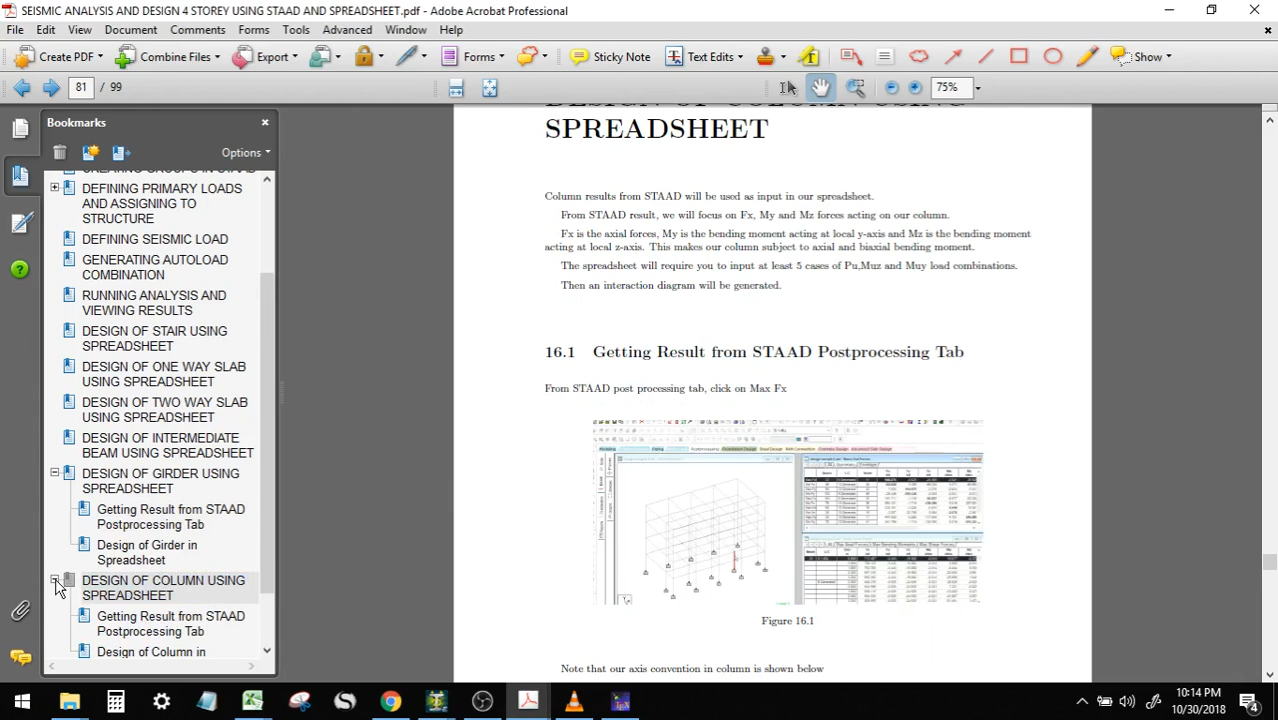 SEISMIC ANALYSIS AND DESIGN 4 STOREY USING STAAD AND SPREADSHEET.pdf - Adobe Acrobat Professional
File Edit View Document Comments Forms Tools Advanced Window Help
Create PDF Combine Files Export Forms Sticky Note Text Edits Show
81 / 99 75%
Bookmarks
Options
DEFINING PRIMARY LOADS
AND ASSIGNING TO
STRUCTURE
DEFINING SEISMIC LOAD
GENERATING AUTOLOAD
COMBINATION
RUNNING ANALYSIS AND
VIEWING RESULTS
DESIGN OF STAIR USING
SPREADSHEET
DESIGN OF ONE WAY SLAB
USING SPREADSHEET
DESIGN OF TWO WAY SLAB
USING SPREADSHEET
DESIGN OF INTERMEDIATE
BEAM USING SPREADSHEET
DESIGN OF GIRDER USING
SPREADSHEET
Getting Result from STAAD
Postprocessing Tab
Design of Girder in
Spreadsheet
DESIGN OF COLUMN USING
SPREADSHEET
Getting Result from STAAD
Postprocessing Tab
Design of Column in
DESIGN OF COLUMN USING
SPREADSHEET
Column results from STAAD will be used as input in our spreadsheet.
From STAAD result, we will focus on Fx, My and Mz forces acting on our column.
Fx is the axial forces, My is the bending moment acting at local y-axis and Mz is the bending moment
acting at local z-axis. This makes our column subject to axial and biaxial bending moment.
The spreadsheet will require you to input at least 5 cases of Pu,Muz and Muy load combinations.
Then an interaction diagram will be generated.
16.1 Getting Result from STAAD Postprocessing Tab
From STAAD post processing tab, click on Max Fx
Figure 16.1
Note that our axis convention in column is shown below
10:14 PM
10/30/2018
4